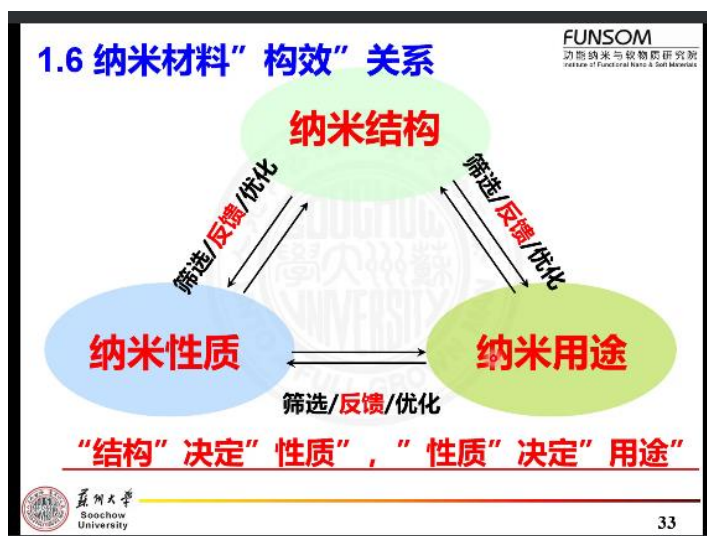 1.6 纳米材料”构效”关系
FUNSOM
功能纳米与软物质研究院
Institute of Functional Nano & Soft Materials
纳米结构
筛选/反馈/优化
筛选/反馈/优化
纳米性质
纳米用途
筛选/反馈/优化
“结构”决定”性质”，”性质”决定”用途”
苏州大学
Soochow
University
33